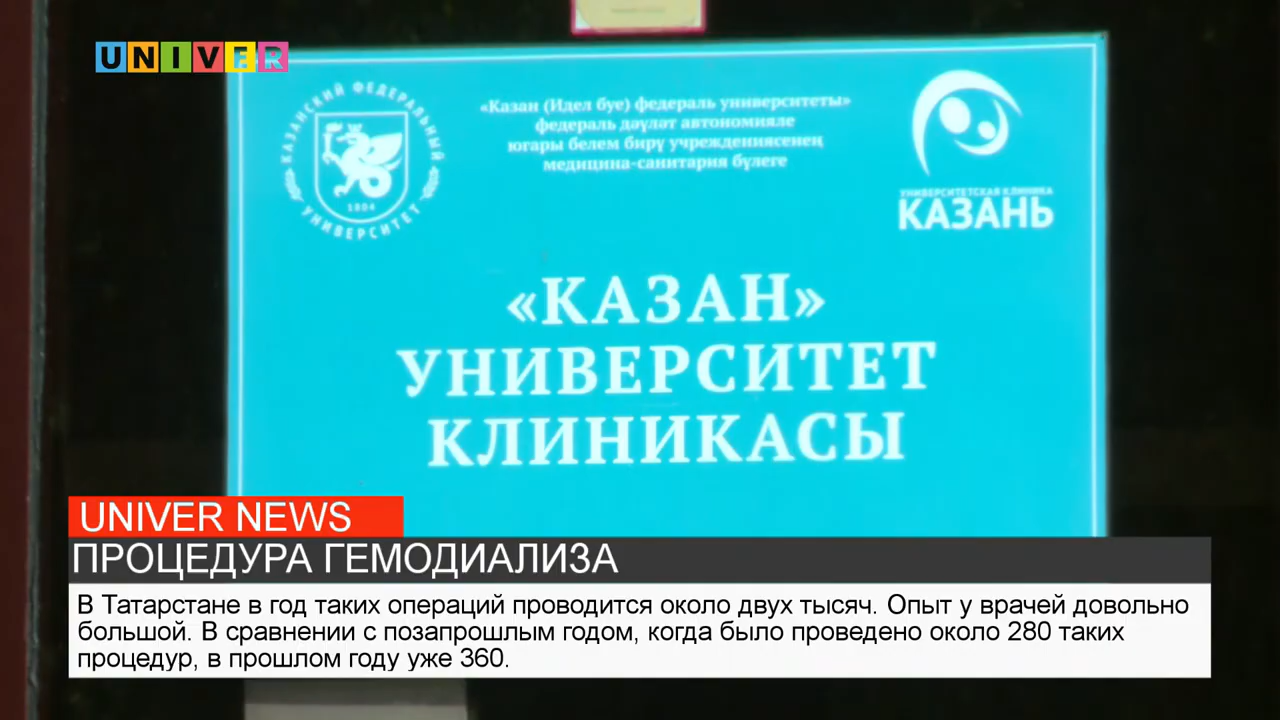 UNIVER
КАЗАНСКИЙ ФЕДЕРАЛЬНЫЙ УНИВЕРСИТЕТ
1804
«Казан (Идел буе) федераль университеты»
федераль дәүләт автономияле
югары белем бирү учреждениясенең
медицина-санитария бүлеге
УНИВЕРСИТЕТСКАЯ КЛИНИКА
КАЗАНЬ
«КАЗАН»
УНИВЕРСИТЕТ
КЛИНИКАСЫ
UNIVER NEWS
ПРОЦЕДУРА ГЕМОДИАЛИЗА
В Татарстане в год таких операций проводится около двух тысяч. Опыт у врачей довольно
большой. В сравнении с позапрошлым годом, когда было проведено около 280 таких
процедур, в прошлом году уже 360.